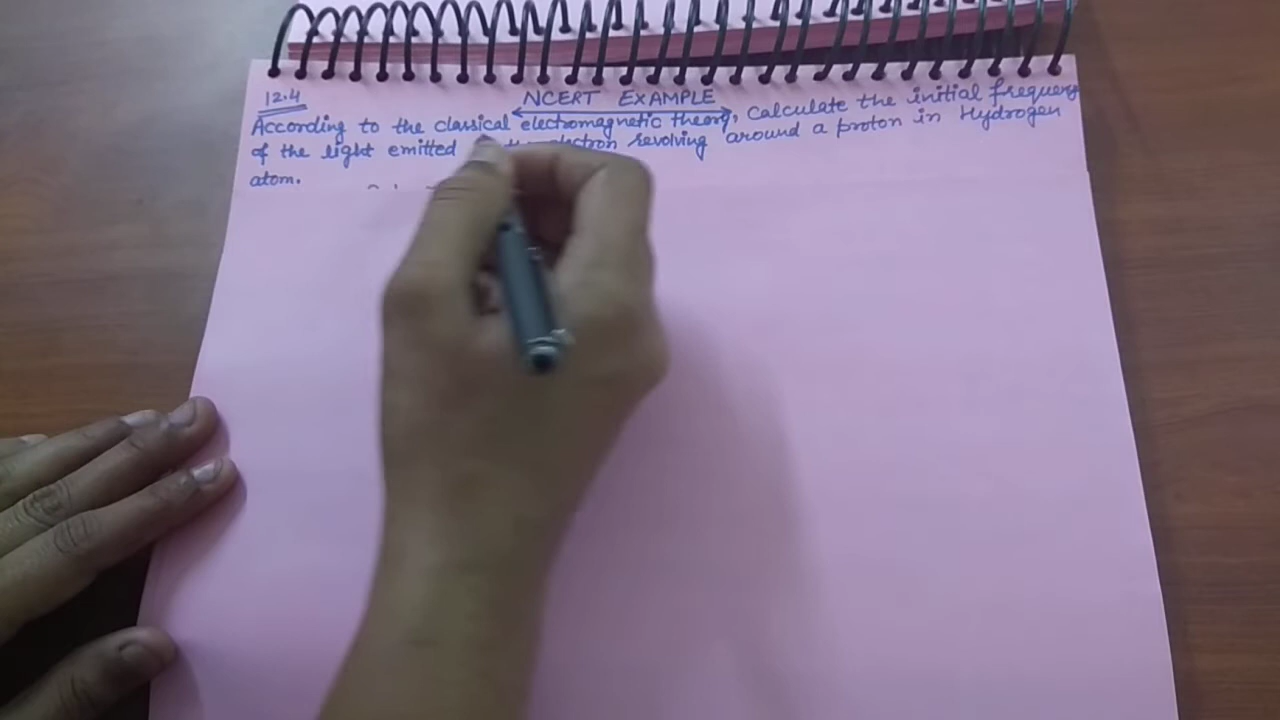 12.4 NCERT EXAMPLE
According to the classical electromagnetic theory, calculate the initial frequency
of the light emitted electron revolving around a proton in Hydrogen
atom.